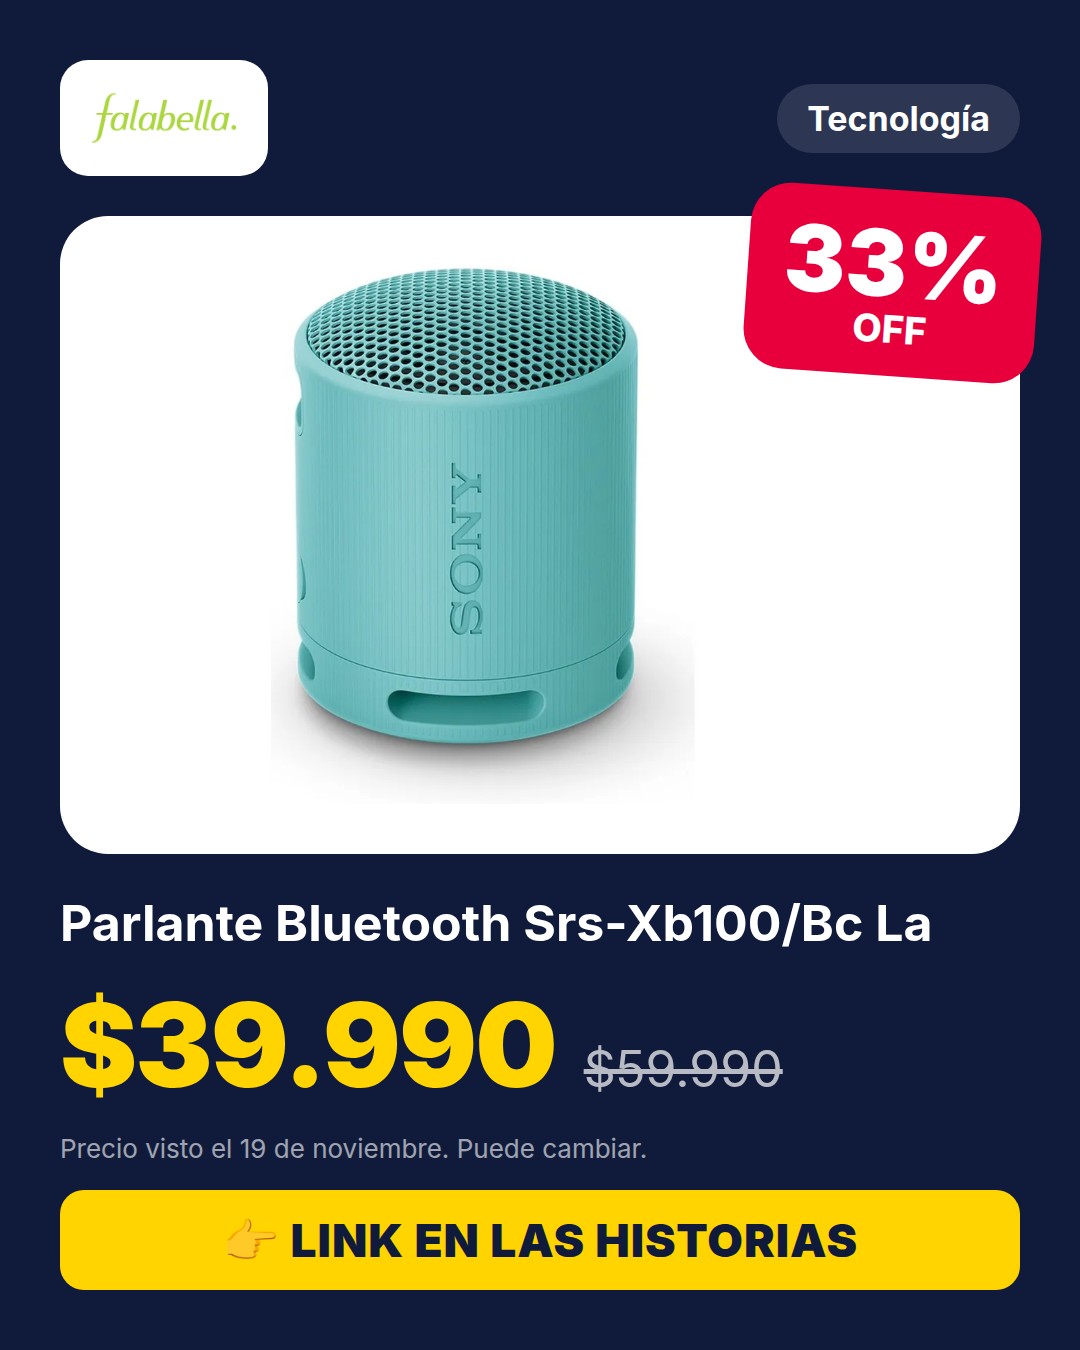 falabella.
Tecnología
33%
OFF
SONY
Parlante Bluetooth Srs-Xb100/Bc La
$39.990 $59.990
Precio visto el 19 de noviembre. Puede cambiar.
👉 LINK EN LAS HISTORIAS